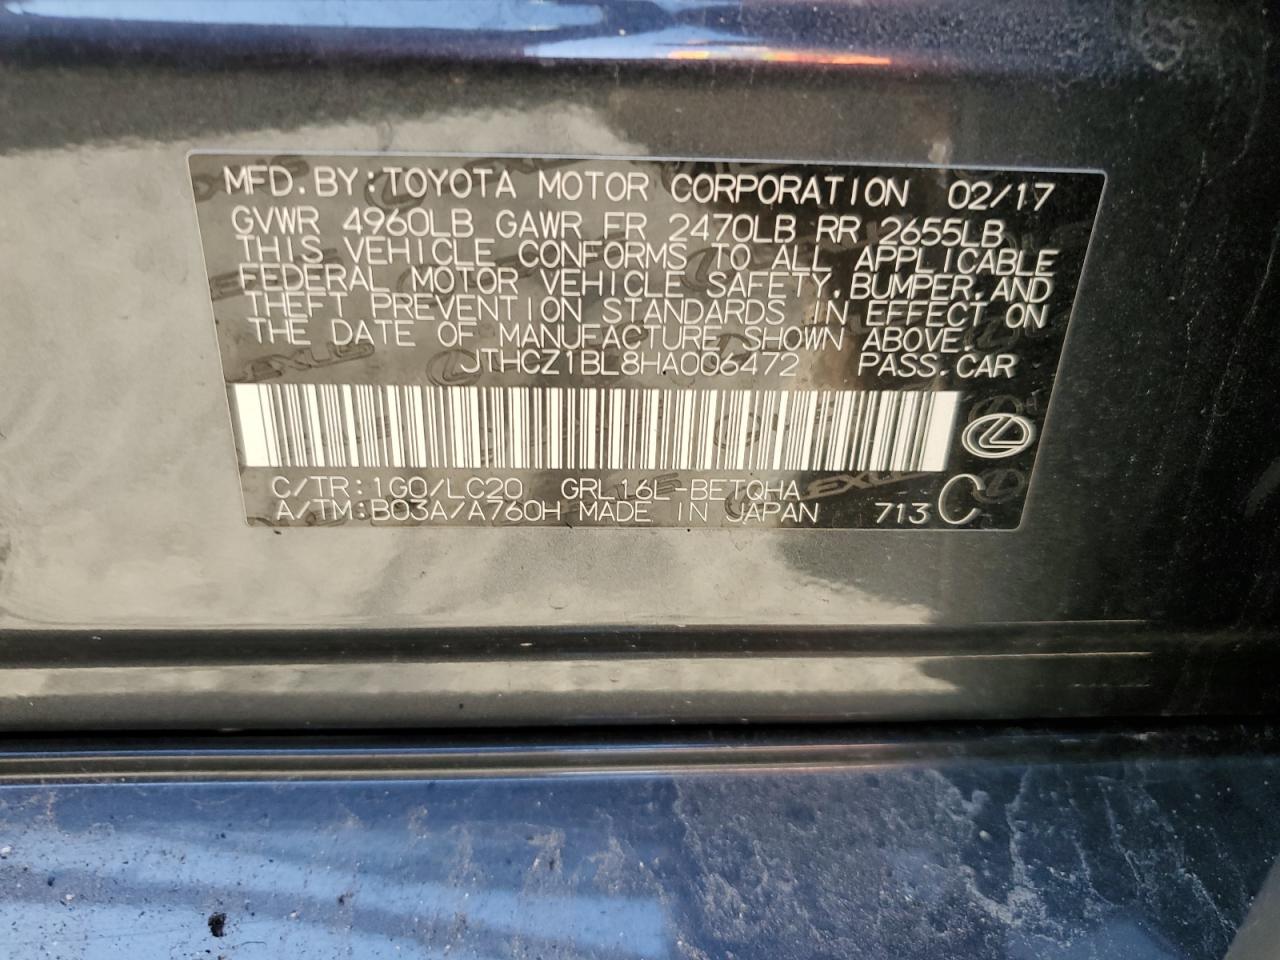 MFD.BY:TOYOTA MOTOR CORPORATION 02/17
GVWR 4960LB GAWR FR 2470LB RR 2655LB
THIS VEHICLE CONFORMS TO ALL APPLICABLE
FEDERAL MOTOR VEHICLE SAFETY,BUMPER,AND
THEFT PREVENTION STANDARDS IN EFFECT ON
THE DATE OF MANUFACTURE SHOWN ABOVE.
JTHCZ1BL8HA006472 PASS.CAR
C/TR:1G0/LC20 GRL16L-BETQHA
A/TM:B03A/A760H MADE IN JAPAN 713 C